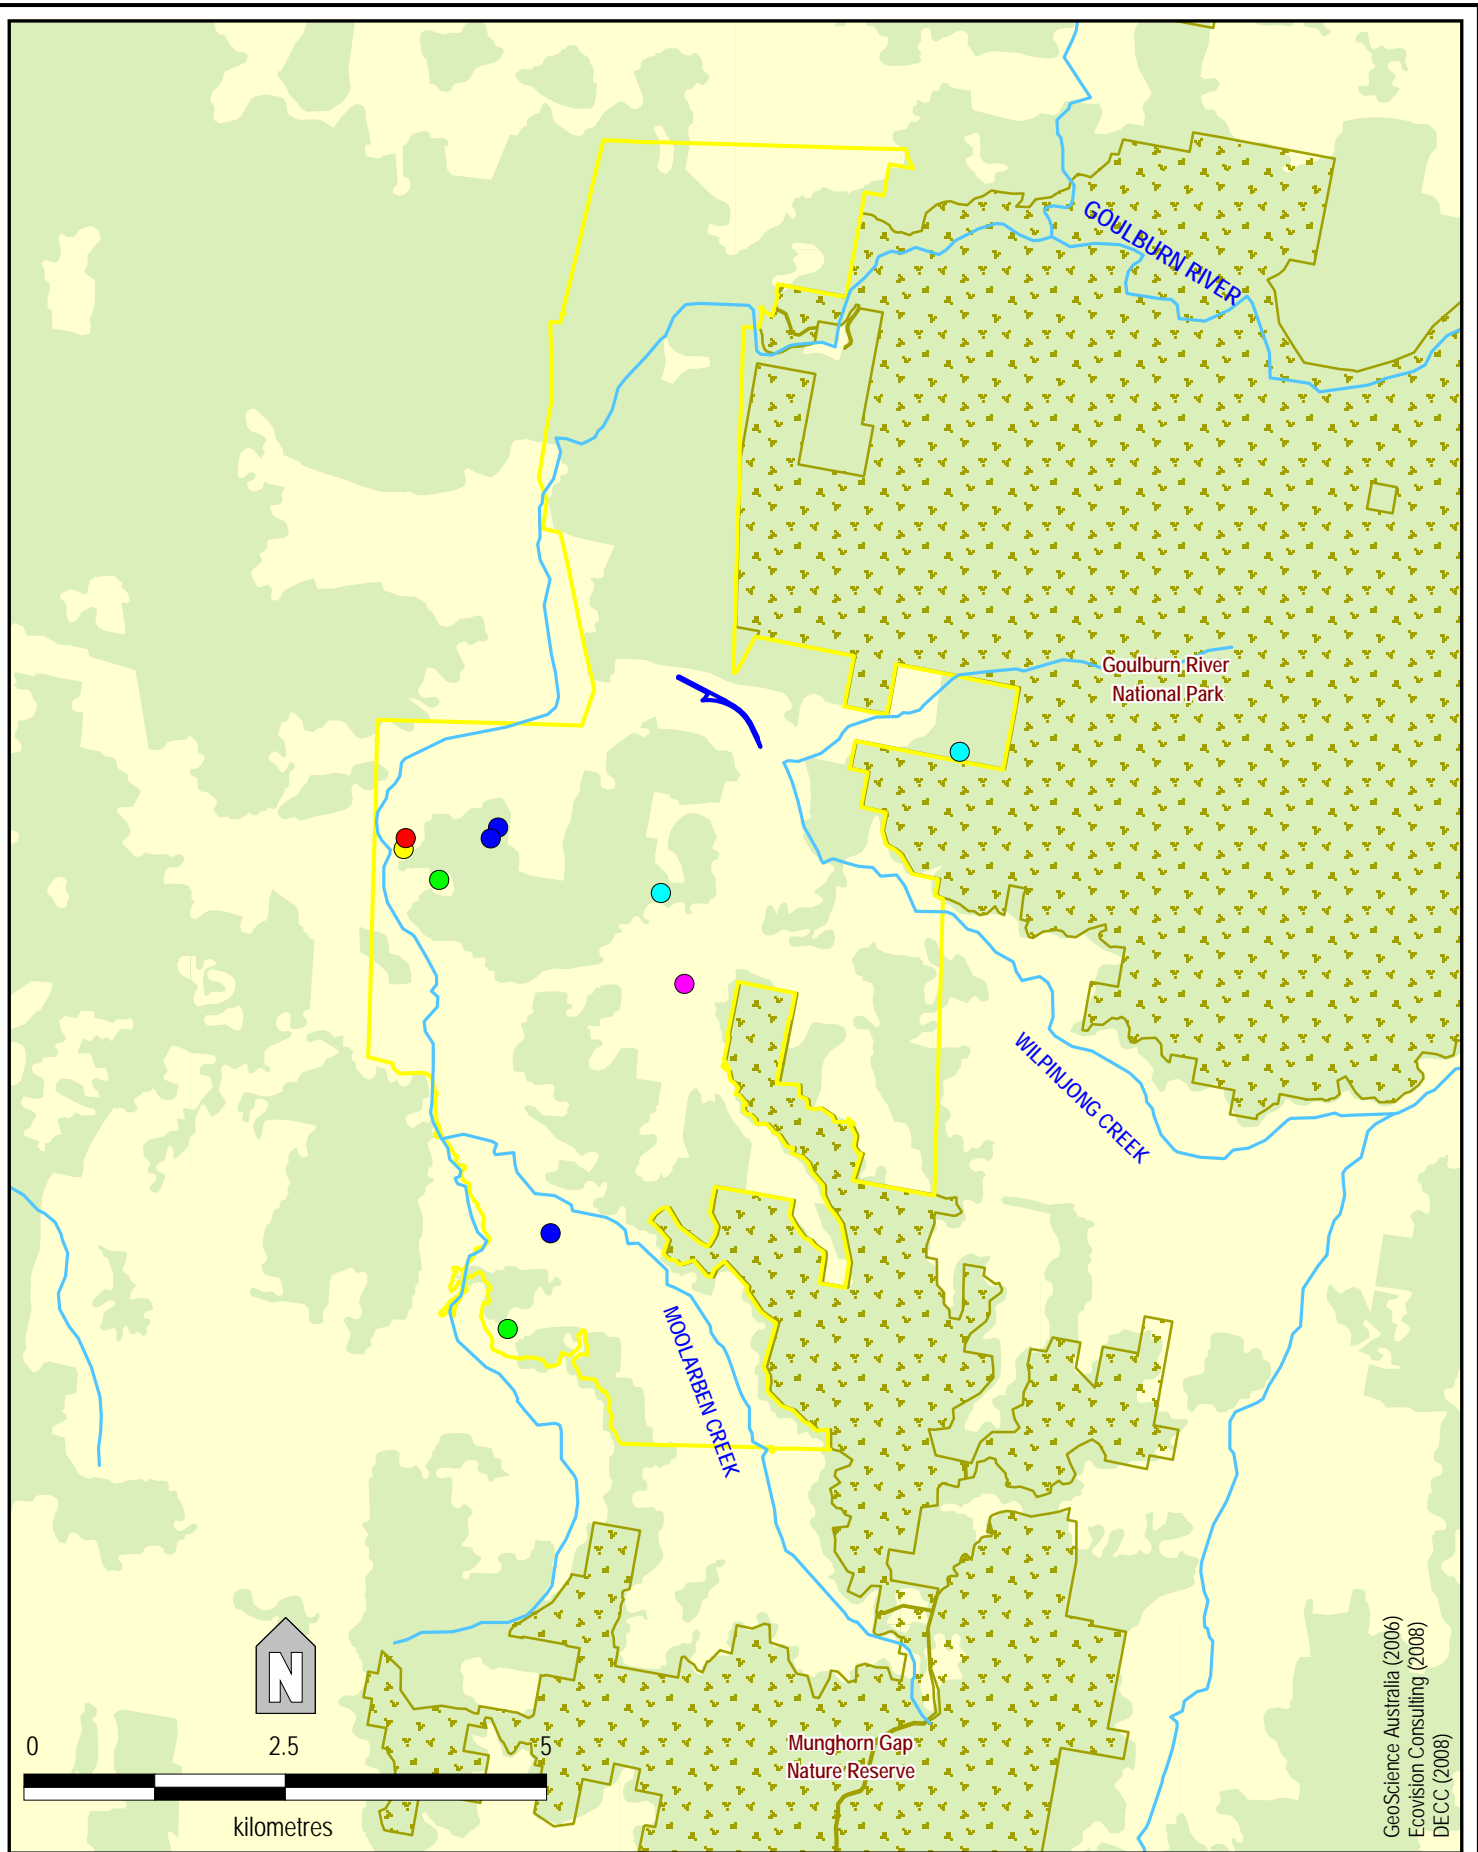 GOULBURN RIVER
Goulburn River
National Park
WILPINJONG CREEK
MOOLARBEN CREEK
N
0 2.5 5
kilometres
Munghorn Gap
Nature Reserve
GeoScience Australia (2006)
Ecovision Consulting (2008)
DECC (2008)